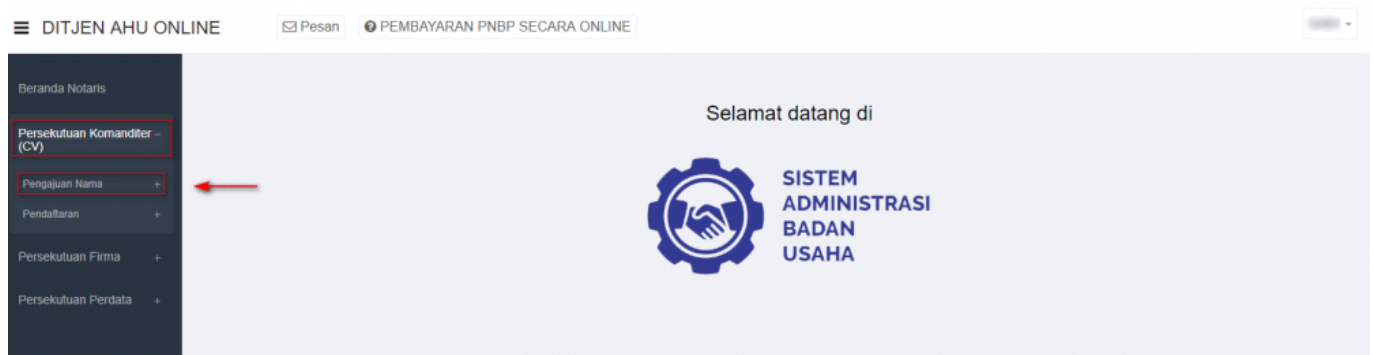 DITJEN AHU ONLINE
Pesan
PEMBAYARAN PNBP SECARA ONLINE
Beranda Notaris
Persekutuan Komanditer
(CV)
Pengajuan Nama
Pendaftaran
Persekutuan Firma
Persekutuan Perdata
Selamat datang di
SISTEM
ADMINISTRASI
BADAN
USAHA